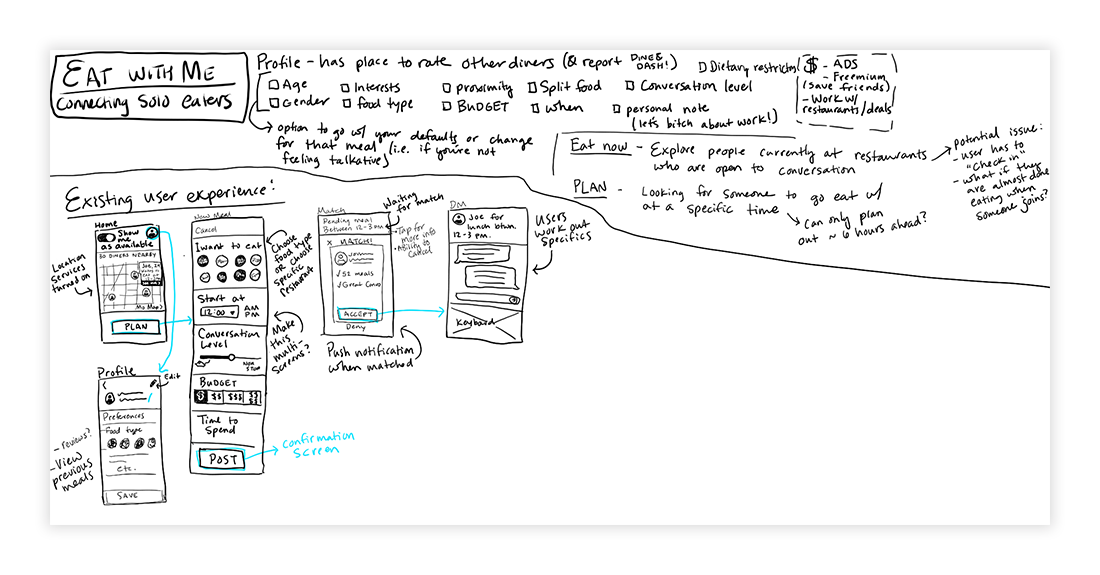 EAT WITH ME
Connecting solo eaters
Profile - has place to rate other diners (& report DINE & DASH!)
Dietary restrictions
Age
Interests
proximity
Split food
Conversation level
Gender
food type
BUDGET
when
personal note
(let's bitch about work!)
$ - ADS
- Freemium
(save friends)
- Work w/
restaurants/deals
option to go w/ your defaults or change
for that meal (i.e. if you're not
feeling talkative)
Eat now - Explore people currently at restaurants
who are open to conversation
potential issue:
- user has to
"check in"
- what if they
are almost done
eating when
someone joins?
PLAN - Looking for someone to go eat w/
at a specific time
can only plan
out ~ 6 hours ahead?
Existing user experience:
Home
Show
me
as available
30 DINERS NEARBY
PLAN
Location
Services
turned on
New Meal
Cancel
I want to eat
Start at
12:00
AM
PM
Conversation
Level
NON
STOP
BUDGET
$
$$
$$$
$$
$$
Time to
Spend
POST
Choose
food type
or choose
specific
restaurant
Make
this
multi-
screens?
confirmation
screen
Match
Pending meal
Between 12-3 pm
X MATCH!
√ 52 meals
√ Great Convo
ACCEPT
Deny
Waiting
for match
- Tap for
more info
- Ability to
cancel
Push notification
when matched
DM
Joe for
lunch btwn.
12-3 pm.
Keyboard
Users
work out
specifics
Profile
Edit
Preferences
Food type
etc.
SAVE
- reviews?
- View
previous
meals